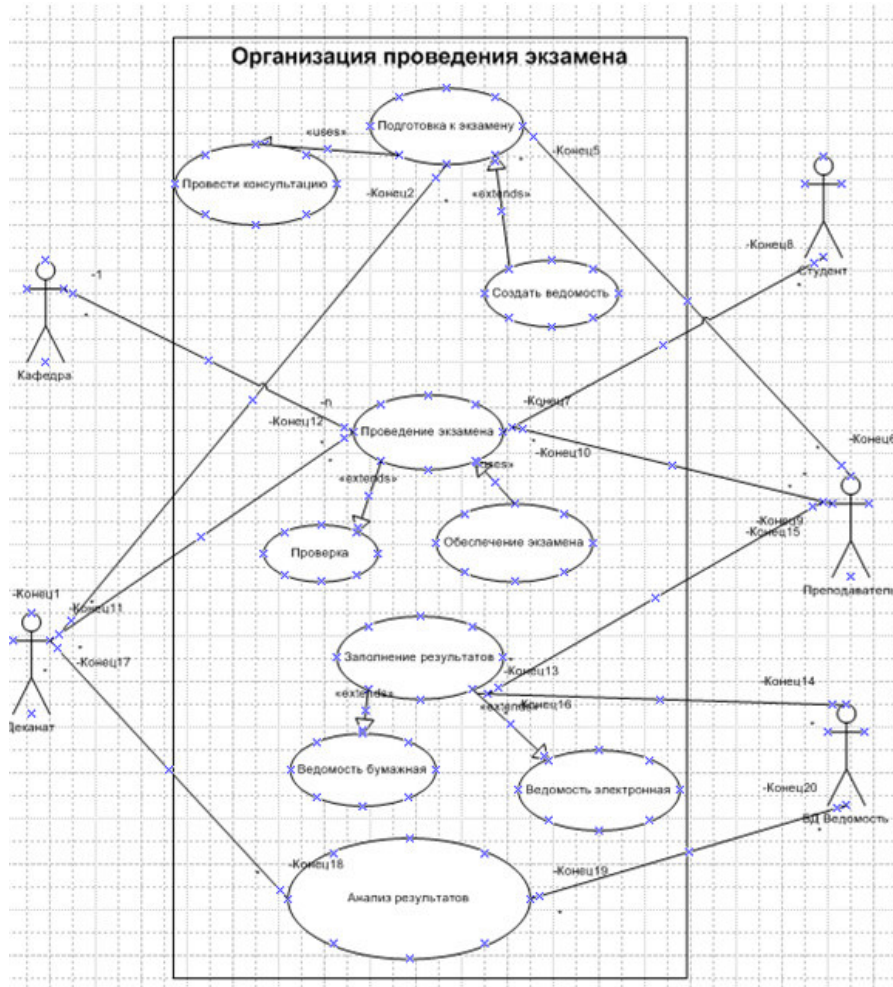 Организация проведения экзамена
Подготовка к экзамену
«uses»
-Конец5
Провести консультацию
-Конец2
«extends»
-Конец8
Студент
-1
Создать ведомость
Кафедра
-n
-Конец7
-Конец12
Проведение экзамена
-Конец6
-Конец10
«extends»
«uses»
-Конец9
-Конец15
Проверка
Обеспечение экзамена
Преподаватель
-Конец1
-Конец11
-Конец17
Заполнение результатов
-Конец13
-Конец14
«extends»
-Конец16
«extends»
Деканат
Ведомость бумажная
Ведомость электронная
-Конец20
БД Ведомость
-Конец18
-Конец19
Анализ результатов